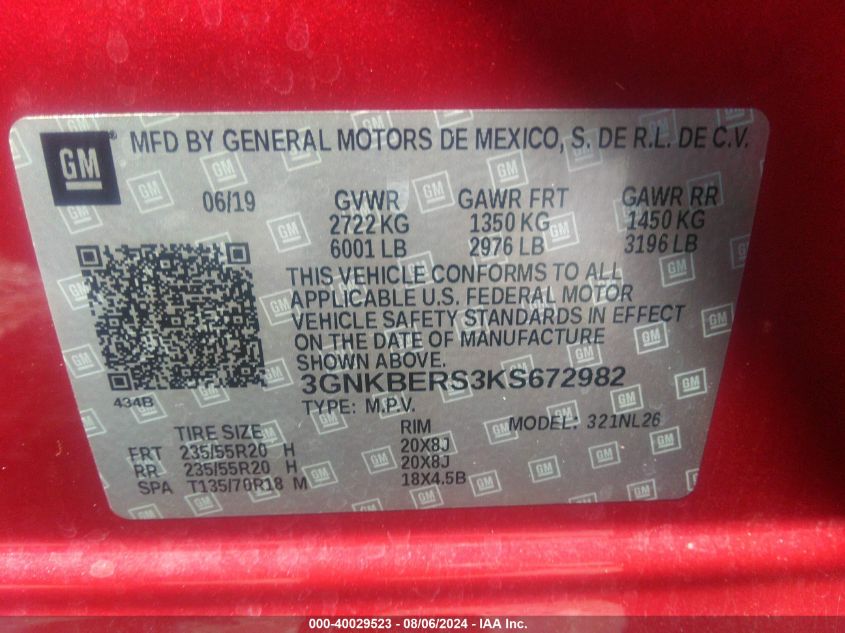 GM ® MFD BY GENERAL MOTORS DE MEXICO, S. DE R.L. DE C.V.
06/19 GVWR GAWR FRT GAWR RR
2722 KG 1350 KG 1450 KG
6001 LB 2976 LB 3196 LB
THIS VEHICLE CONFORMS TO ALL
APPLICABLE U.S. FEDERAL MOTOR
VEHICLE SAFETY STANDARDS IN EFFECT
ON THE DATE OF MANUFACTURE
SHOWN ABOVE.
3GNKBERS3KS672982
434B TYPE: M.P.V. MODEL: 321NL26
TIRE SIZE RIM
FRT 235/55R20 H 20X8J
RR 235/55R20 H 20X8J
SPA T135/70R18 M 18X4.5B
000-40029523 - 08/06/2024 - IAA Inc.